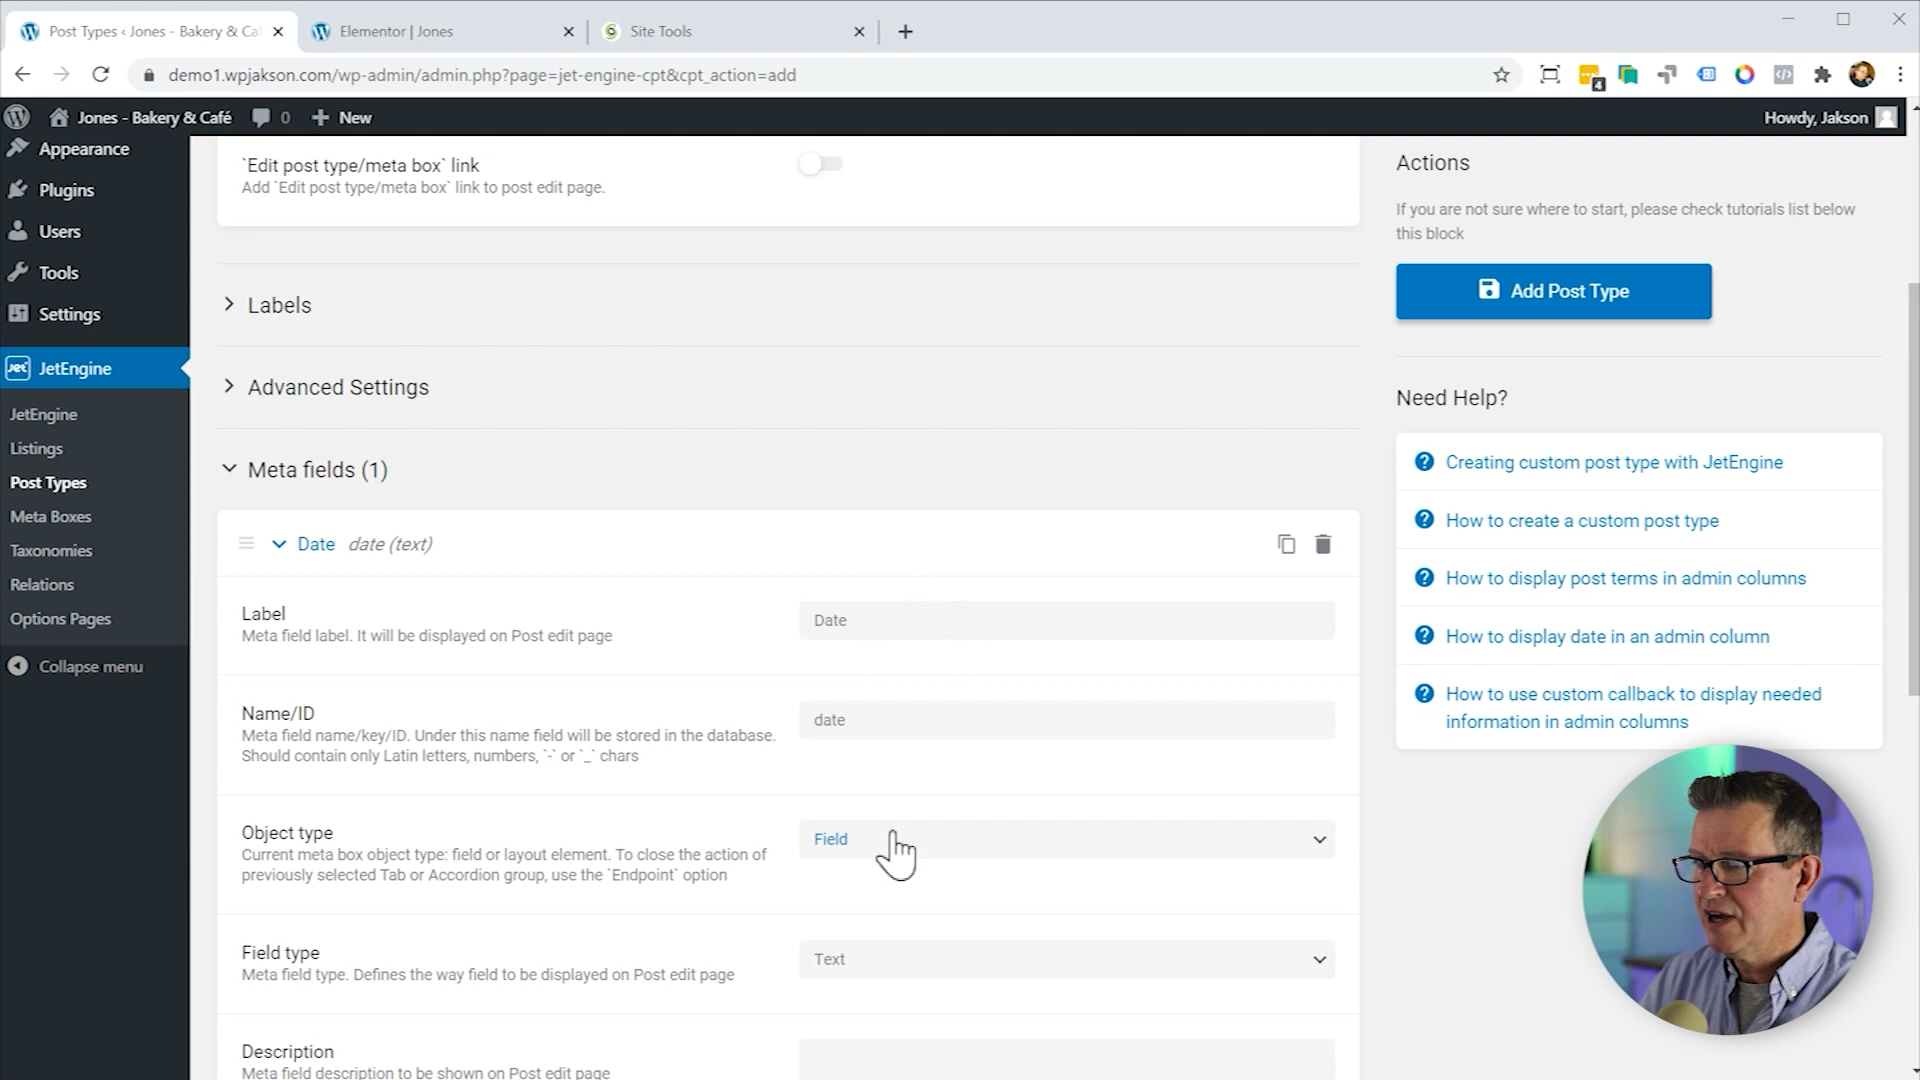 Post Types ‹ Jones - Bakery & Ca
Elementor | Jones
Site Tools
demo1.wpjakson.com/wp-admin/admin.php?page=jet-engine-cpt&cpt_action=add
4
Jones - Bakery & Café
0
New
Howdy, Jakson
Appearance
Plugins
Users
Tools
Settings
Jet
JetEngine
JetEngine
Listings
Post Types
Meta Boxes
Taxonomies
Relations
Options Pages
Collapse menu
`Edit post type/meta box` link
Add `Edit post type/meta box` link to post edit page.
Labels
Advanced Settings
Meta fields (1)
Date date (text)
Label
Meta field label. It will be displayed on Post edit page
Date
Name/ID
Meta field name/key/ID. Under this name field will be stored in the database.
Should contain only Latin letters, numbers, `-` or `_` chars
date
Object type
Current meta box object type: field or layout element. To close the action of
previously selected Tab or Accordion group, use the `Endpoint` option
Field
Field type
Meta field type. Defines the way field to be displayed on Post edit page
Text
Description
Meta field description to be shown on Post edit page
Actions
If you are not sure where to start, please check tutorials list below
this block
Add Post Type
Need Help?
Creating custom post type with JetEngine
How to create a custom post type
How to display post terms in admin columns
How to display date in an admin column
How to use custom callback to display needed
information in admin columns